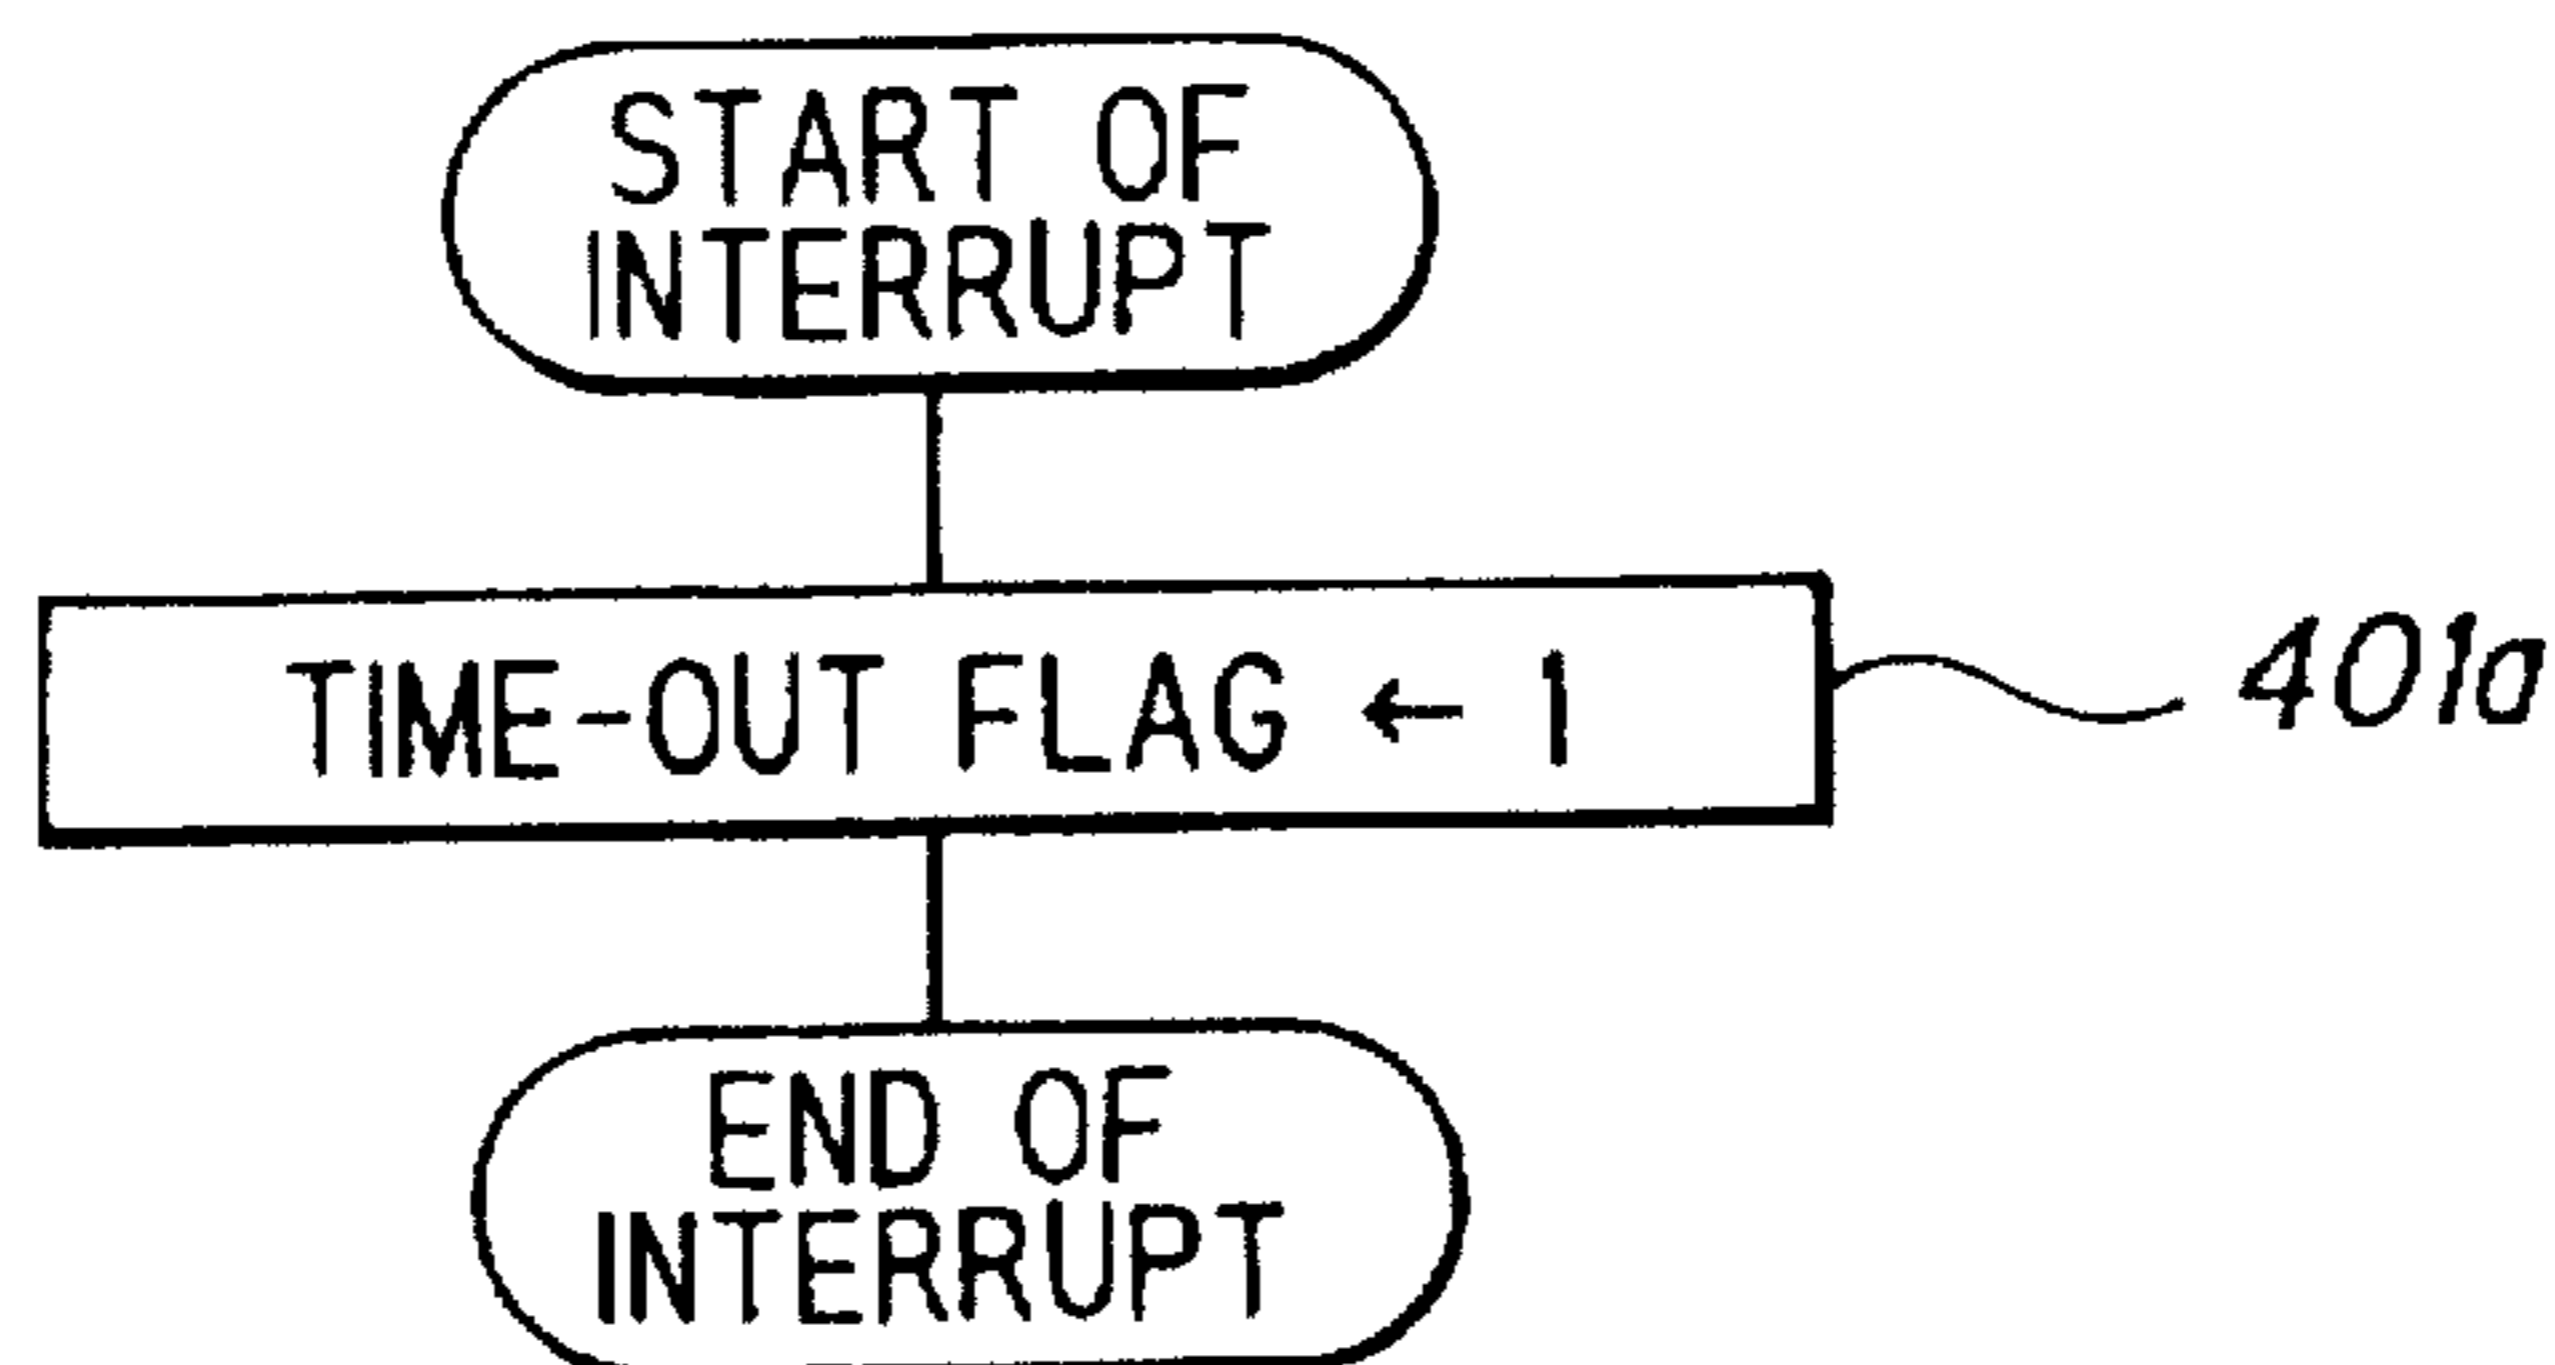 START OF
INTERRUPT
TIME-OUT FLAG ← 1
401a
END OF
INTERRUPT